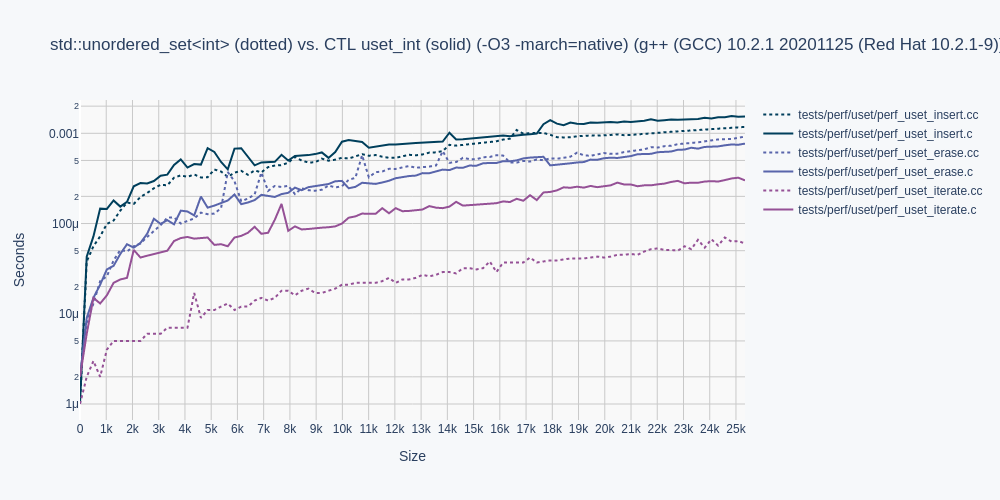 std::unordered_set<int> (dotted) vs. CTL uset_int (solid) (-O3 -march=native) (g++ (GCC) 10.2.1 20201125 (Red Hat 10.2.1-9))
2
0.001
5
2
100μ
5
2
10μ
5
2
1μ
Seconds
0 1k 2k 3k 4k 5k 6k 7k 8k 9k 10k 11k 12k 13k 14k 15k 16k 17k 18k 19k 20k 21k 22k 23k 24k 25k
Size
tests/perf/uset/perf_uset_insert.cc
tests/perf/uset/perf_uset_insert.c
tests/perf/uset/perf_uset_erase.cc
tests/perf/uset/perf_uset_erase.c
tests/perf/uset/perf_uset_iterate.cc
tests/perf/uset/perf_uset_iterate.c